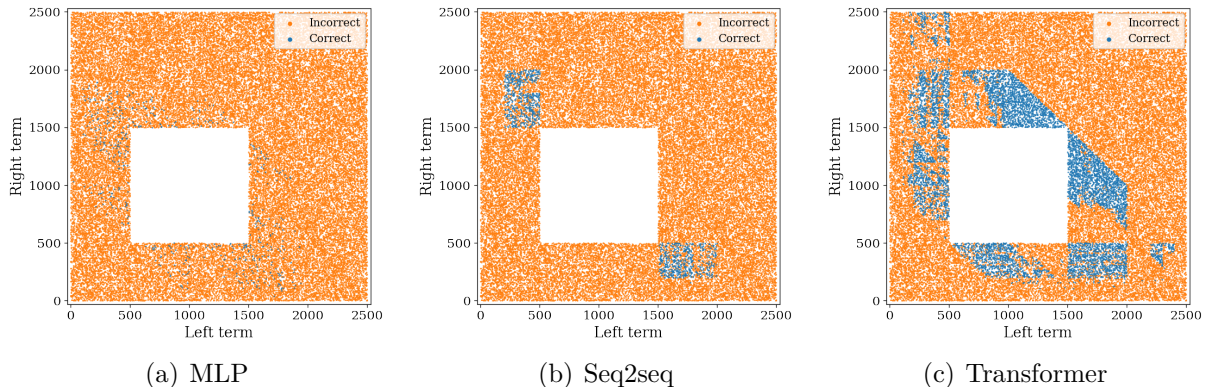 2500
2000
1500
1000
500
0
Right term
Incorrect
Correct
0 500 1000 1500 2000 2500
Left term
(a) MLP
2500
2000
1500
1000
500
0
Right term
Incorrect
Correct
0 500 1000 1500 2000 2500
Left term
(b) Seq2seq
2500
2000
1500
1000
500
0
Right term
Incorrect
Correct
0 500 1000 1500 2000 2500
Left term
(c) Transformer